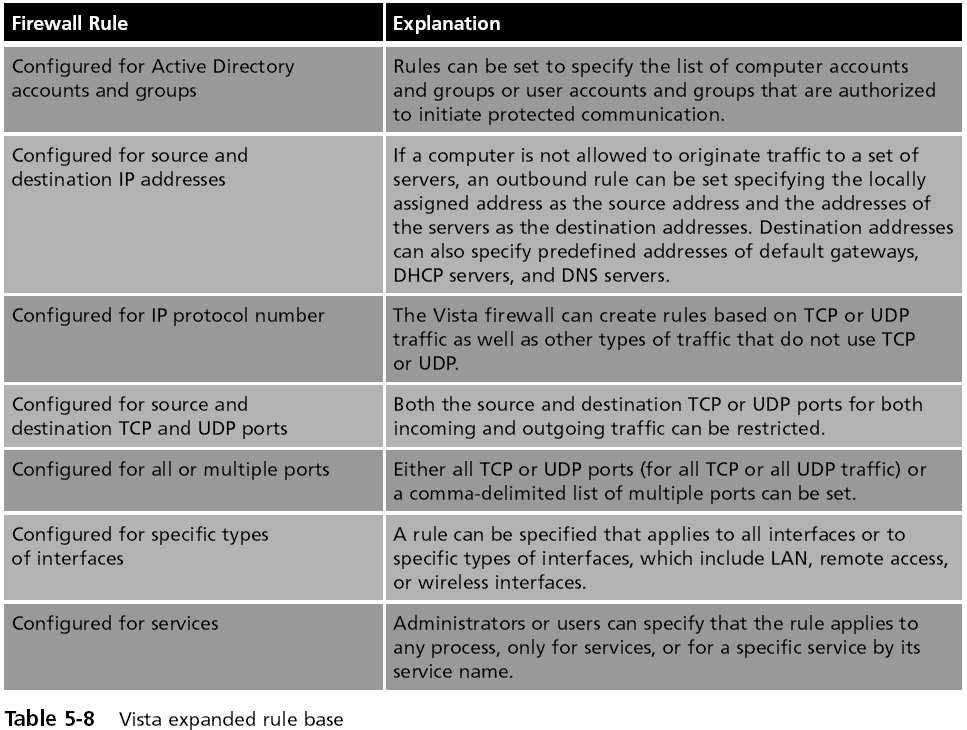 Firewall Rule
Explanation
Configured for Active Directory
accounts and groups
Rules can be set to specify the list of computer accounts
and groups or user accounts and groups that are authorized
to initiate protected communication.
Configured for source and
destination IP addresses
If a computer is not allowed to originate traffic to a set of
servers, an outbound rule can be set specifying the locally
assigned address as the source address and the addresses of
the servers as the destination addresses. Destination addresses
can also specify predefined addresses of default gateways,
DHCP servers, and DNS servers.
Configured for IP protocol number
The Vista firewall can create rules based on TCP or UDP
traffic as well as other types of traffic that do not use TCP
or UDP.
Configured for source and
destination TCP and UDP ports
Both the source and destination TCP or UDP ports for both
incoming and outgoing traffic can be restricted.
Configured for all or multiple ports
Either all TCP or UDP ports (for all TCP or all UDP traffic) or
a comma-delimited list of multiple ports can be set.
Configured for specific types
of interfaces
A rule can be specified that applies to all interfaces or to
specific types of interfaces, which include LAN, remote access,
or wireless interfaces.
Configured for services
Administrators or users can specify that the rule applies to
any process, only for services, or for a specific service by its
service name.
Table 5-8 Vista expanded rule base